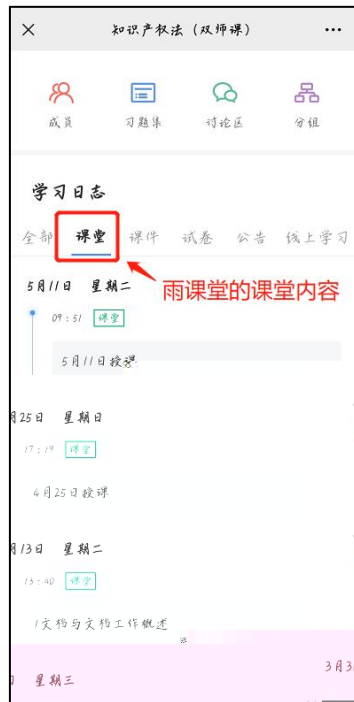 知识产权法（双师课）
成员 习题集 讨论区 分组
学习日志
全部 课堂 课件 试卷 公告 线上学习
5月11日 星期二
雨课堂的课堂内容
09:51 课堂
5月11日授课
月25日 星期日
17:19 课堂
4月25日授课
月13日 星期二
13:40 课堂
1文档与文档工作概述
3月3
星期三